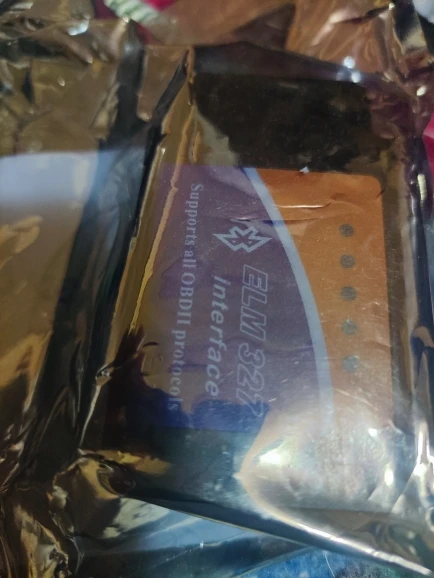 ELM 327
interface
Supports all OBDII protocols